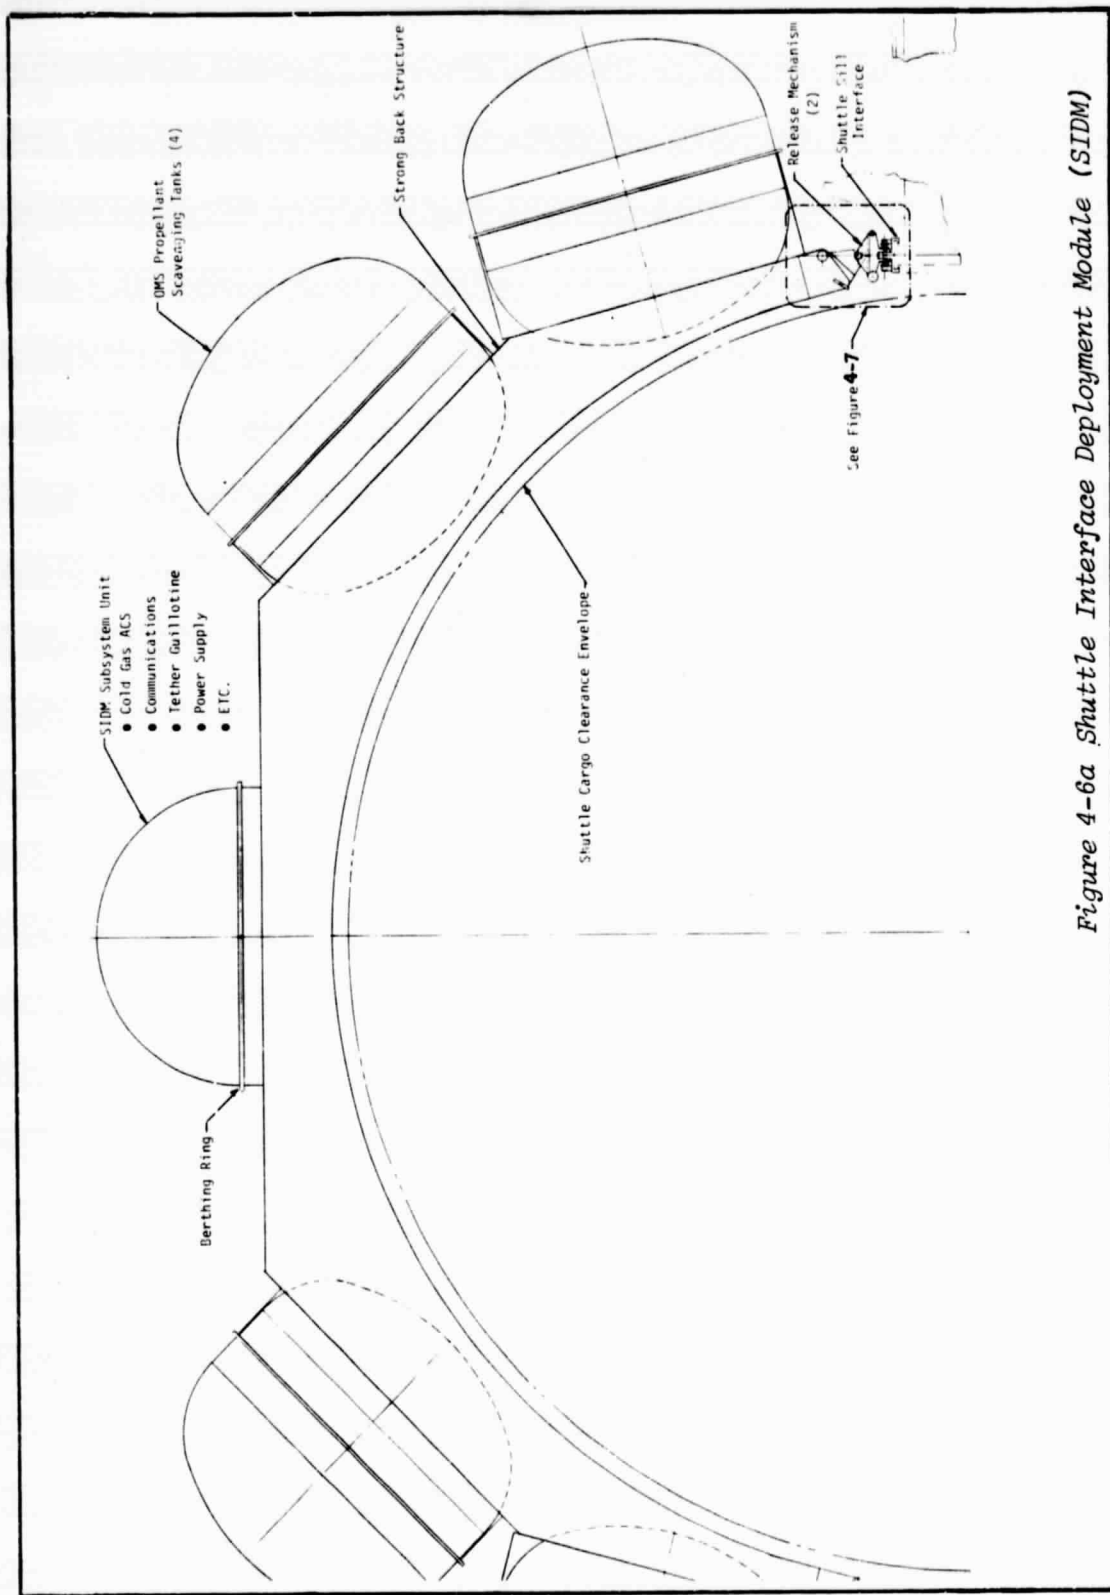 OMS Propellant
Scavenging Tanks (4)
SIDM Subsystem Unit
● Cold Gas ACS
● Communications
● Tether Guillotine
● Power Supply
● ETC.
Berthing Ring
Strong Back Structure
Shuttle Cargo Clearance Envelope
Release Mechanism
(2)
Shuttle Sill
Interface
See Figure 4-7
Figure 4-6a Shuttle Interface Deployment Module (SIDM)